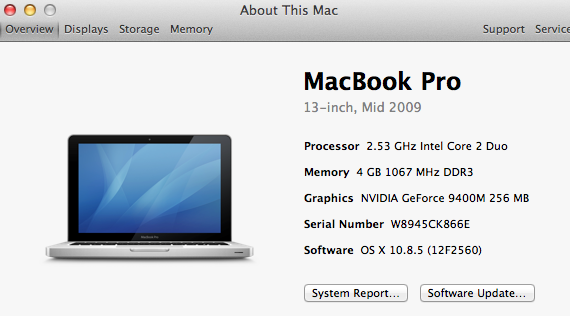 About This Mac
Overview Displays Storage Memory Support Service
MacBook Pro
13-inch, Mid 2009
Processor 2.53 GHz Intel Core 2 Duo
Memory 4 GB 1067 MHz DDR3
Graphics NVIDIA GeForce 9400M 256 MB
Serial Number W8945CK866E
Software OS X 10.8.5 (12F2560)
System Report... Software Update...